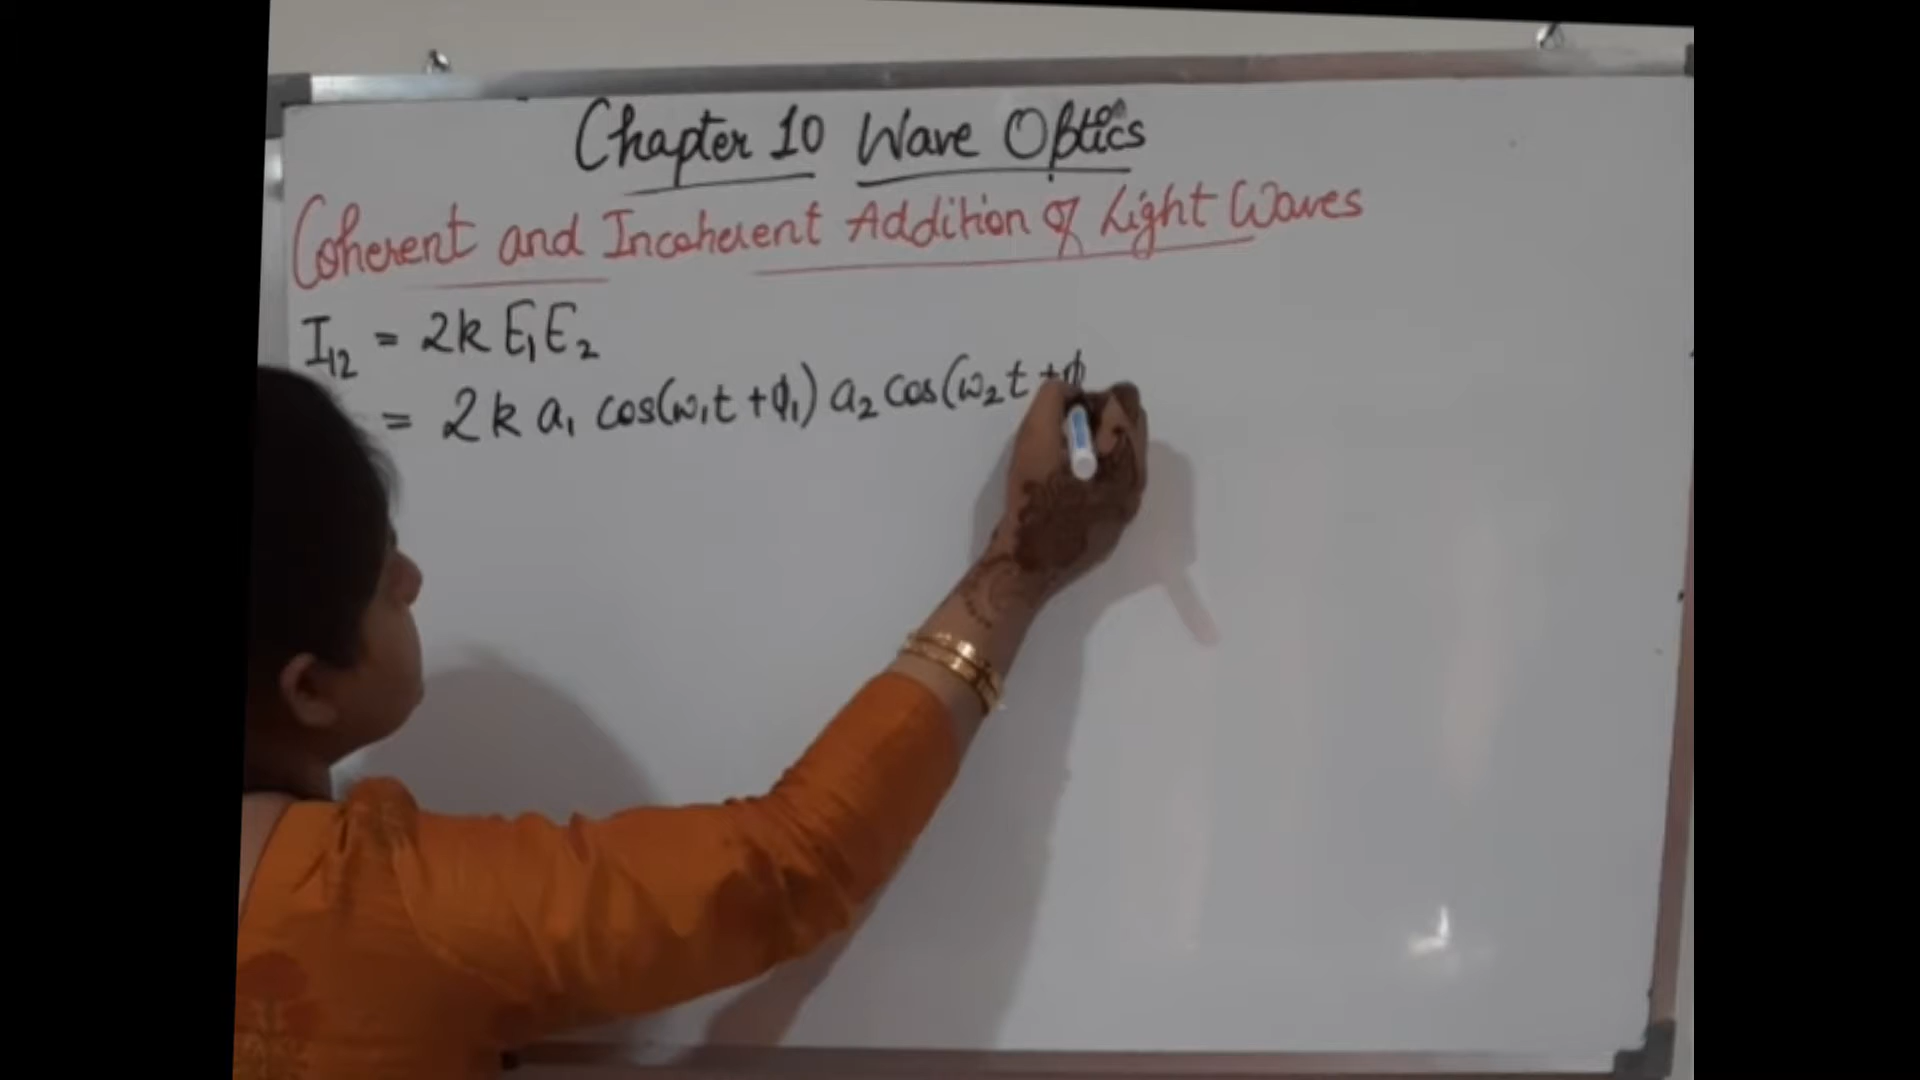 Chapter 10 Wave Optics
Coherent and Incoherent Addition of Light Waves
I₁₂ = 2k E₁E₂
= 2k a₁ cos(ω₁t + φ₁) a₂ cos(ω₂t + φ